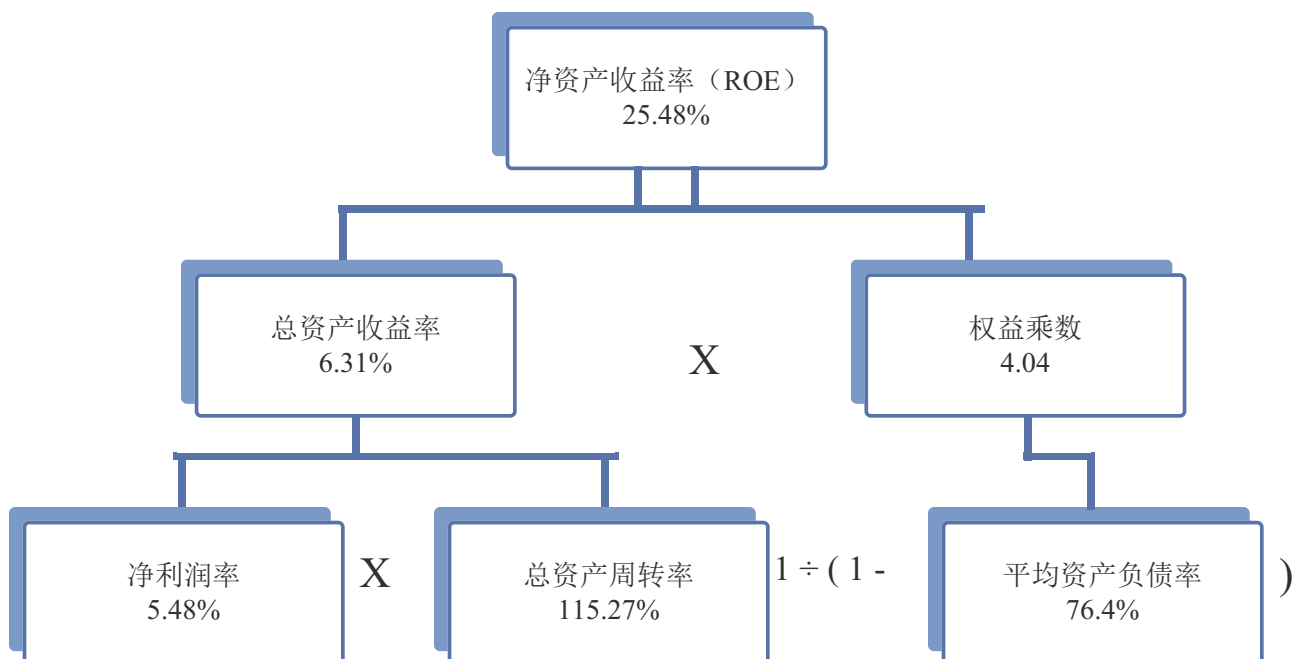 净资产收益率（ROE）
25.48%
总资产收益率
6.31%
X
权益乘数
4.04
净利润率
5.48%
X
总资产周转率
115.27%
1 ÷ ( 1 -
平均资产负债率
76.4%
)